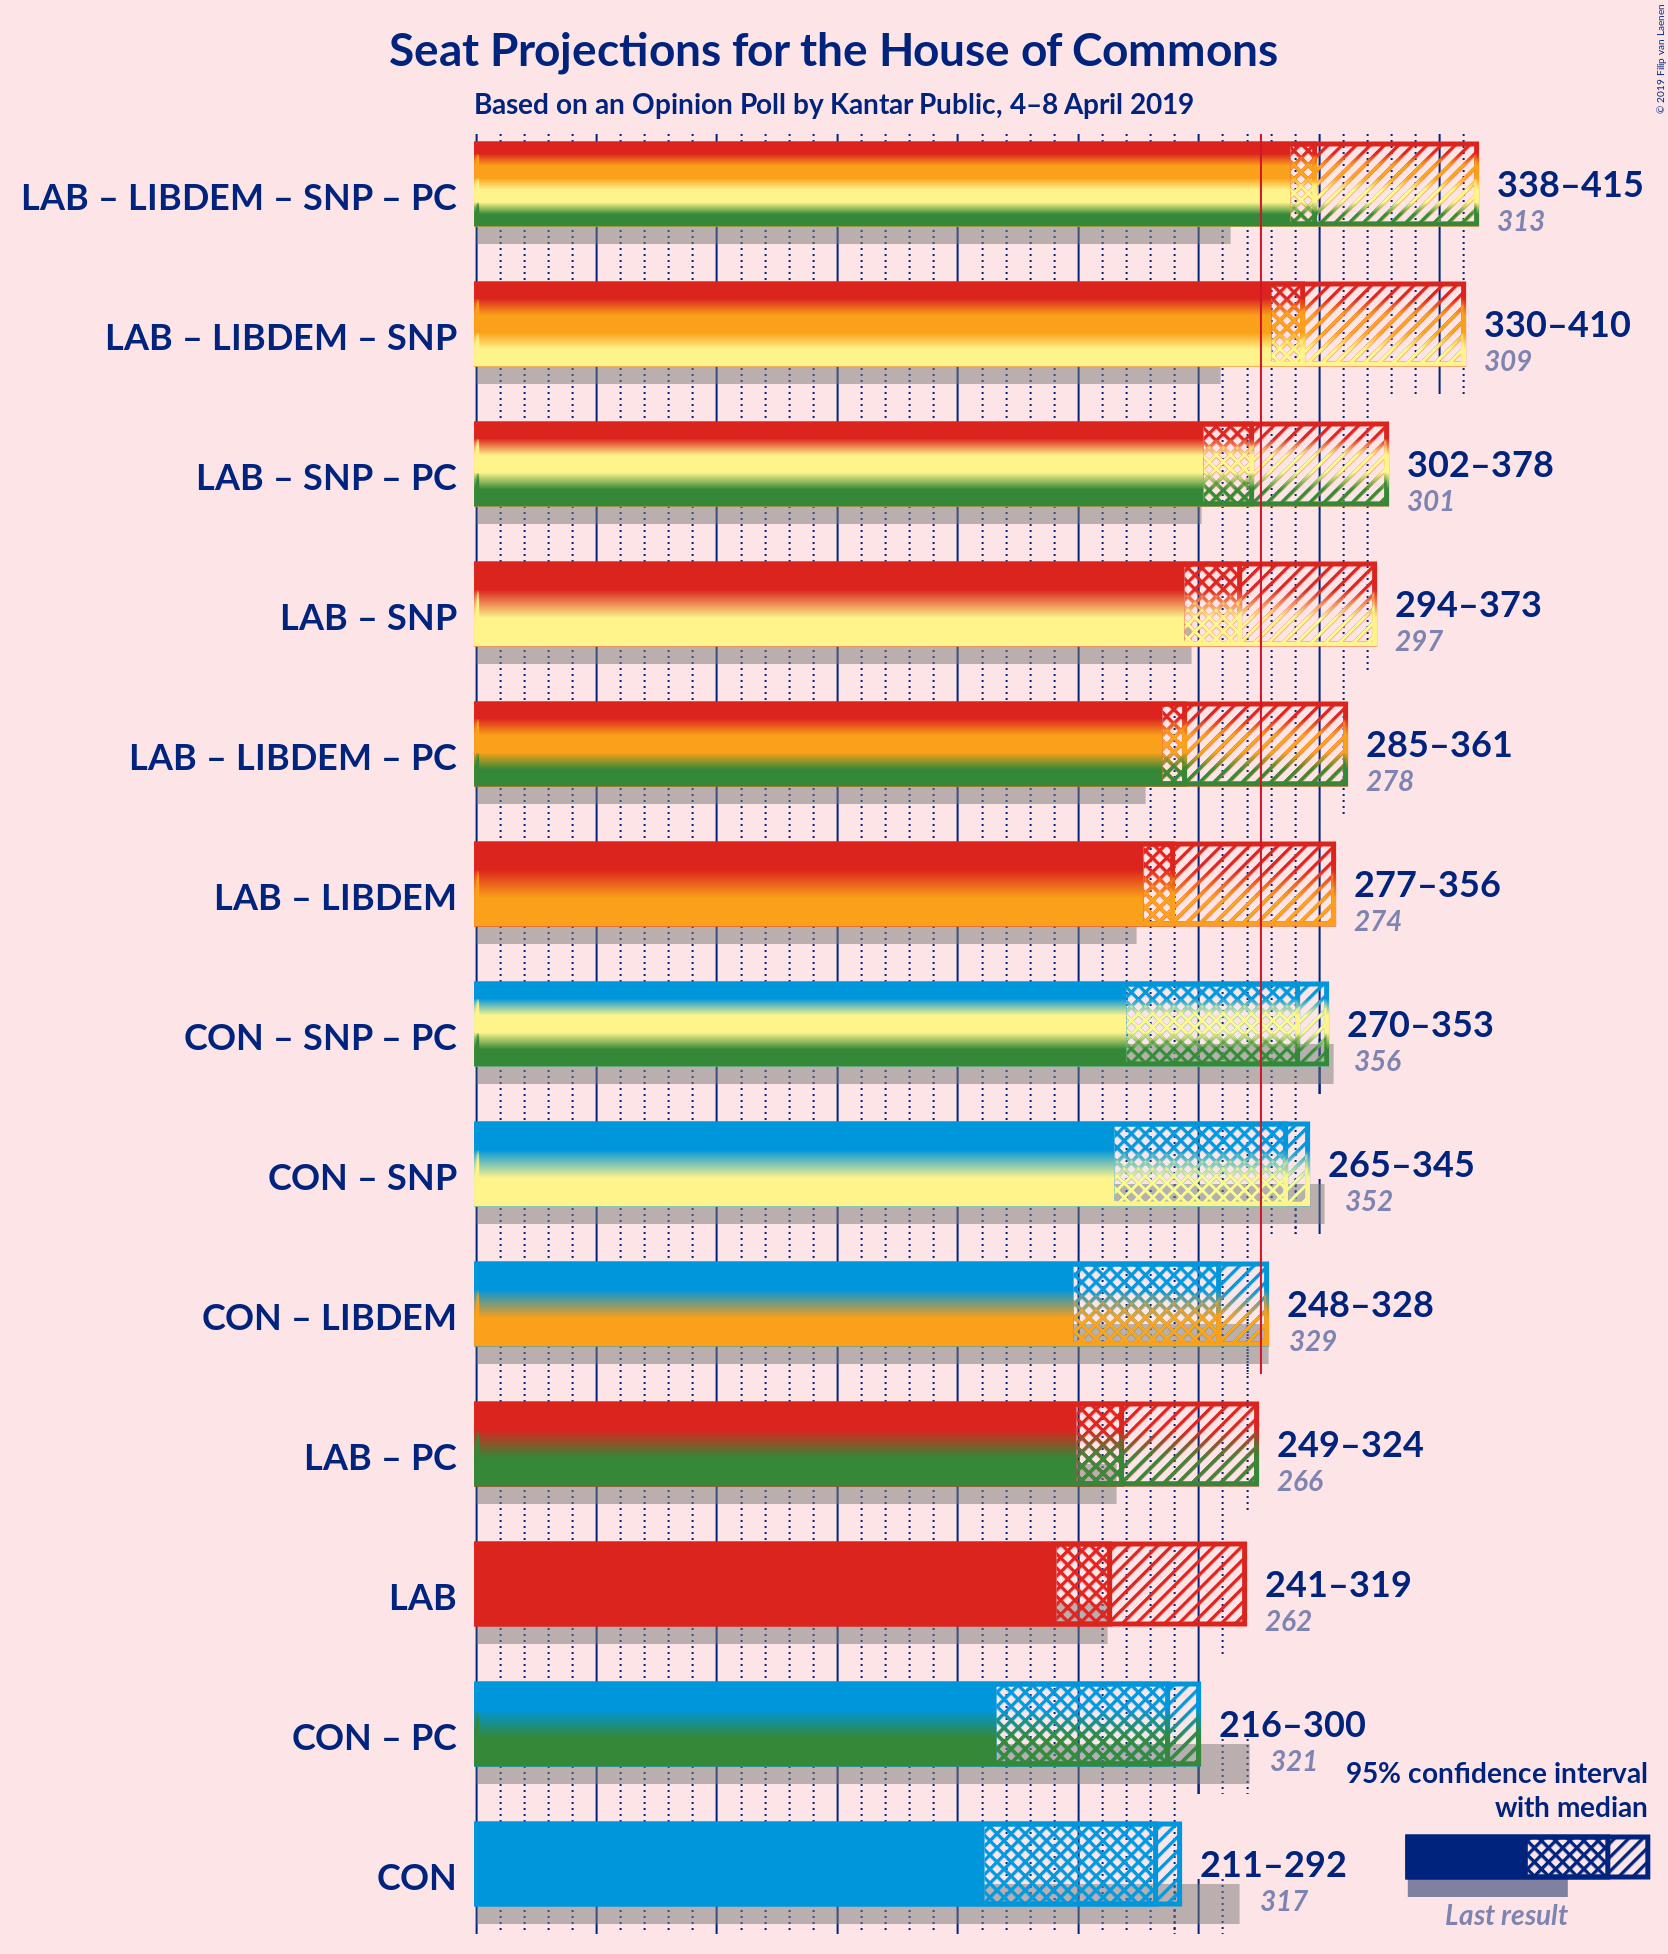 © 2019 Filip van Laenen
Seat Projections for the House of Commons
Based on an Opinion Poll by Kantar Public, 4–8 April 2019
LAB – LIBDEM – SNP – PC
338–415
313
LAB – LIBDEM – SNP
330–410
309
LAB – SNP – PC
302–378
301
LAB – SNP
294–373
297
LAB – LIBDEM – PC
285–361
278
LAB – LIBDEM
277–356
274
CON – SNP – PC
270–353
356
CON – SNP
265–345
352
CON – LIBDEM
248–328
329
LAB – PC
249–324
266
LAB
241–319
262
CON – PC
216–300
321
CON
211–292
317
95% confidence interval
with median
Last result